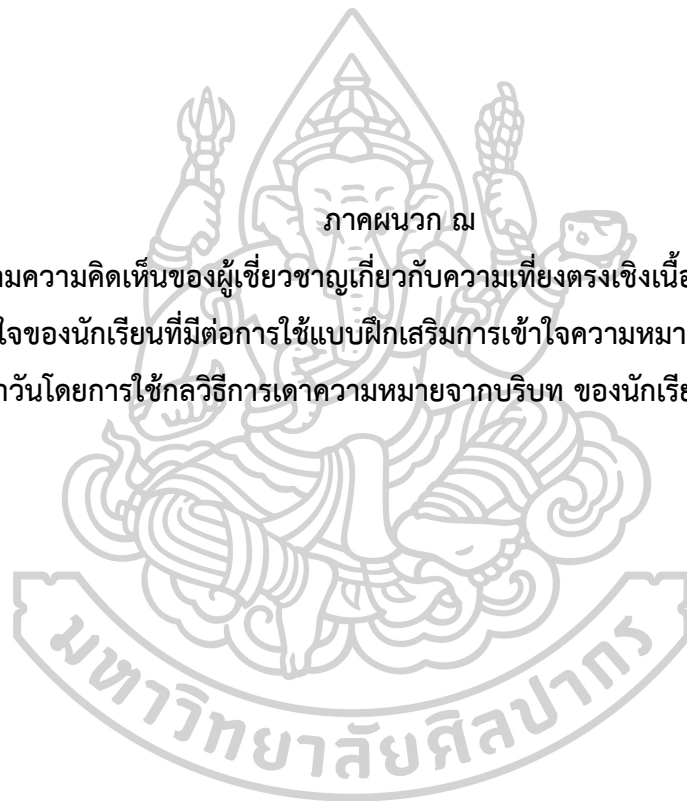 ภาคผนวก ฌ
ามความคิดเห็นของผู้เชี่ยวชาญเกี่ยวกับความเที่ยงตรงเชิงเนื้อ
ใจของนักเรียนที่มีต่อการใช้แบบฝึกเสริมการเข้าใจความหมา
าวันโดยการใช้กลวิธีการเดาความหมายจากบริบท ของนักเรีย
มหาวิทยาลัยศิลปากร